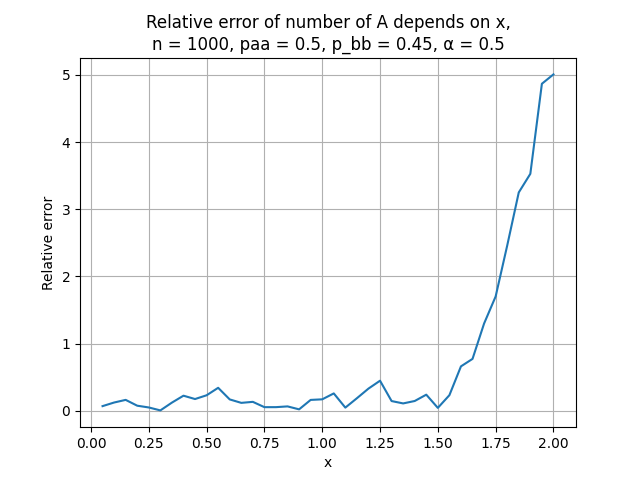 Relative error of number of A depends on x,
n = 1000, paa = 0.5, p_bb = 0.45, α = 0.5
Relative error
5
4
3
2
1
0
0.00 0.25 0.50 0.75 1.00 1.25 1.50 1.75 2.00
x